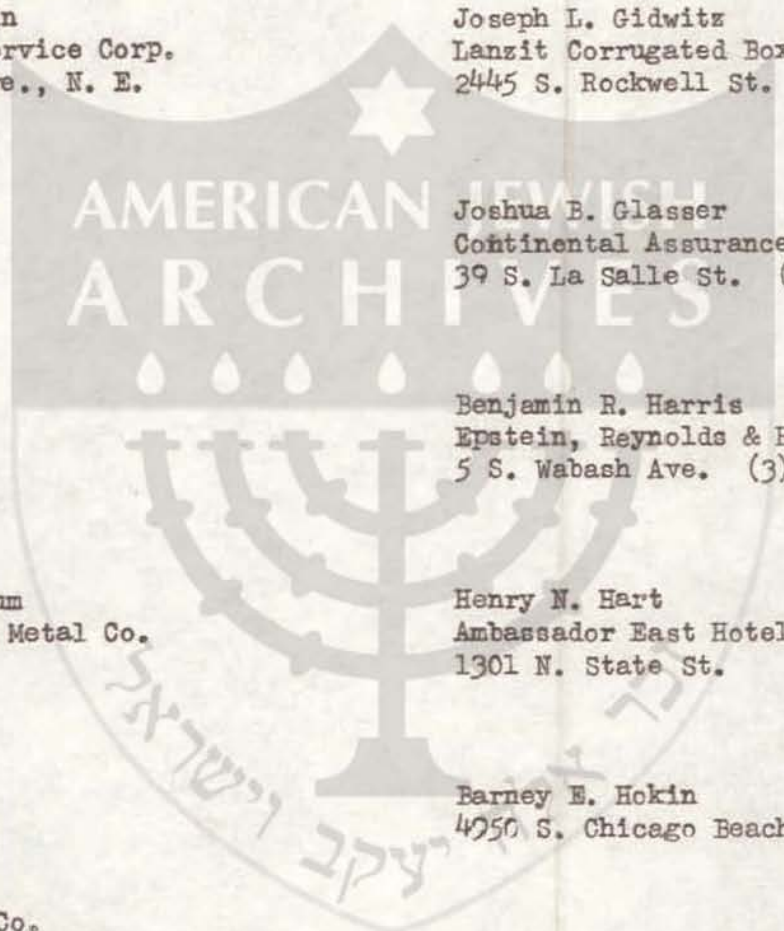 n
rvice Corp.
e., N. E.
um
Metal Co.
Co.
Joseph L. Gidwitz
Lanzit Corrugated Box
2445 S. Rockwell St.
Joshua B. Glasser
Continental Assurance
39 S. La Salle St. (
Benjamin R. Harris
Epstein, Reynolds &
5 S. Wabash Ave. (3)
Henry N. Hart
Ambassador East Hotel
1301 N. State St.
Barney E. Hokin
4950 S. Chicago Beach
AMERICAN JEWISH
ARCHIVES
יעקב וישראל